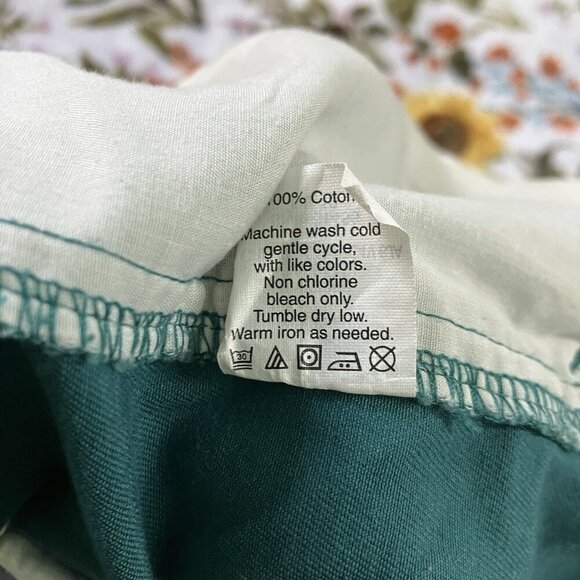 100% Coton
Machine wash cold
gentle cycle,
with like colors.
Non chlorine
bleach only.
Tumble dry low.
Warm iron as needed.
30